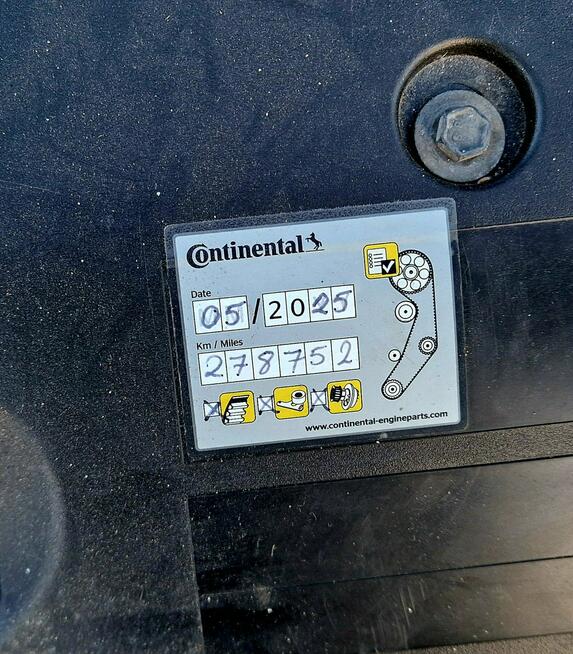 Continental
Date
05/2025
Km / Miles
278752
www.continental-engineparts.com